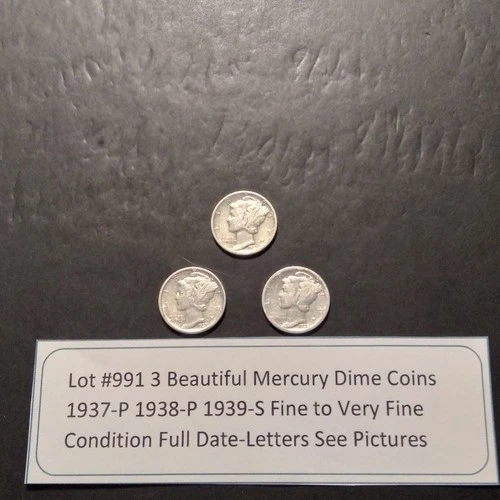 Lot #991 3 Beautiful Mercury Dime Coins
1937-P 1938-P 1939-S Fine to Very Fine
Condition Full Date-Letters See Pictures